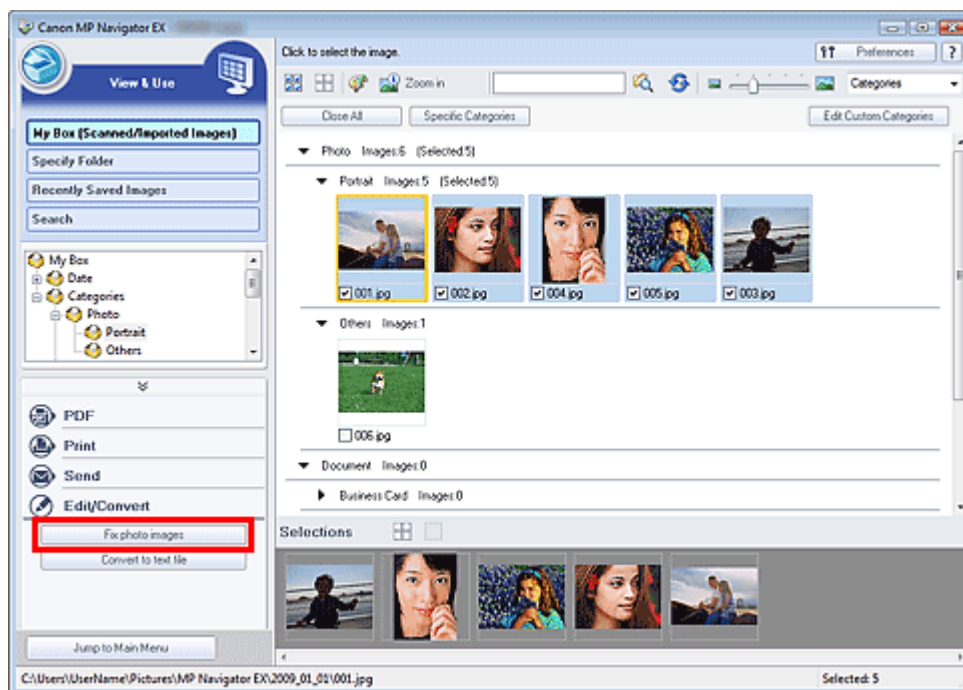 Canon MP Navigator EX
View & Use
My Box (Scanned/Imported Images)
Specify Folder
Recently Saved Images
Search
My Box
Date
Categories
Photo
Portrait
Others
PDF
Print
Send
Edit/Convert
Fix photo images
Convert to text file
Jump to Main Menu
Click to select the image.
Preferences
?
Zoom in
Categories
Close All
Specific Categories
Edit Custom Categories
Photo Images:6 (Selected:5)
Portrait Images:5 (Selected:5)
001.jpg
002.jpg
004.jpg
005.jpg
003.jpg
Others Images:1
006.jpg
Document Images:0
Business Card Images:0
Selections
C:\Users\UserName\Pictures\MP Navigator EX\2009_01_01\001.jpg
Selected: 5